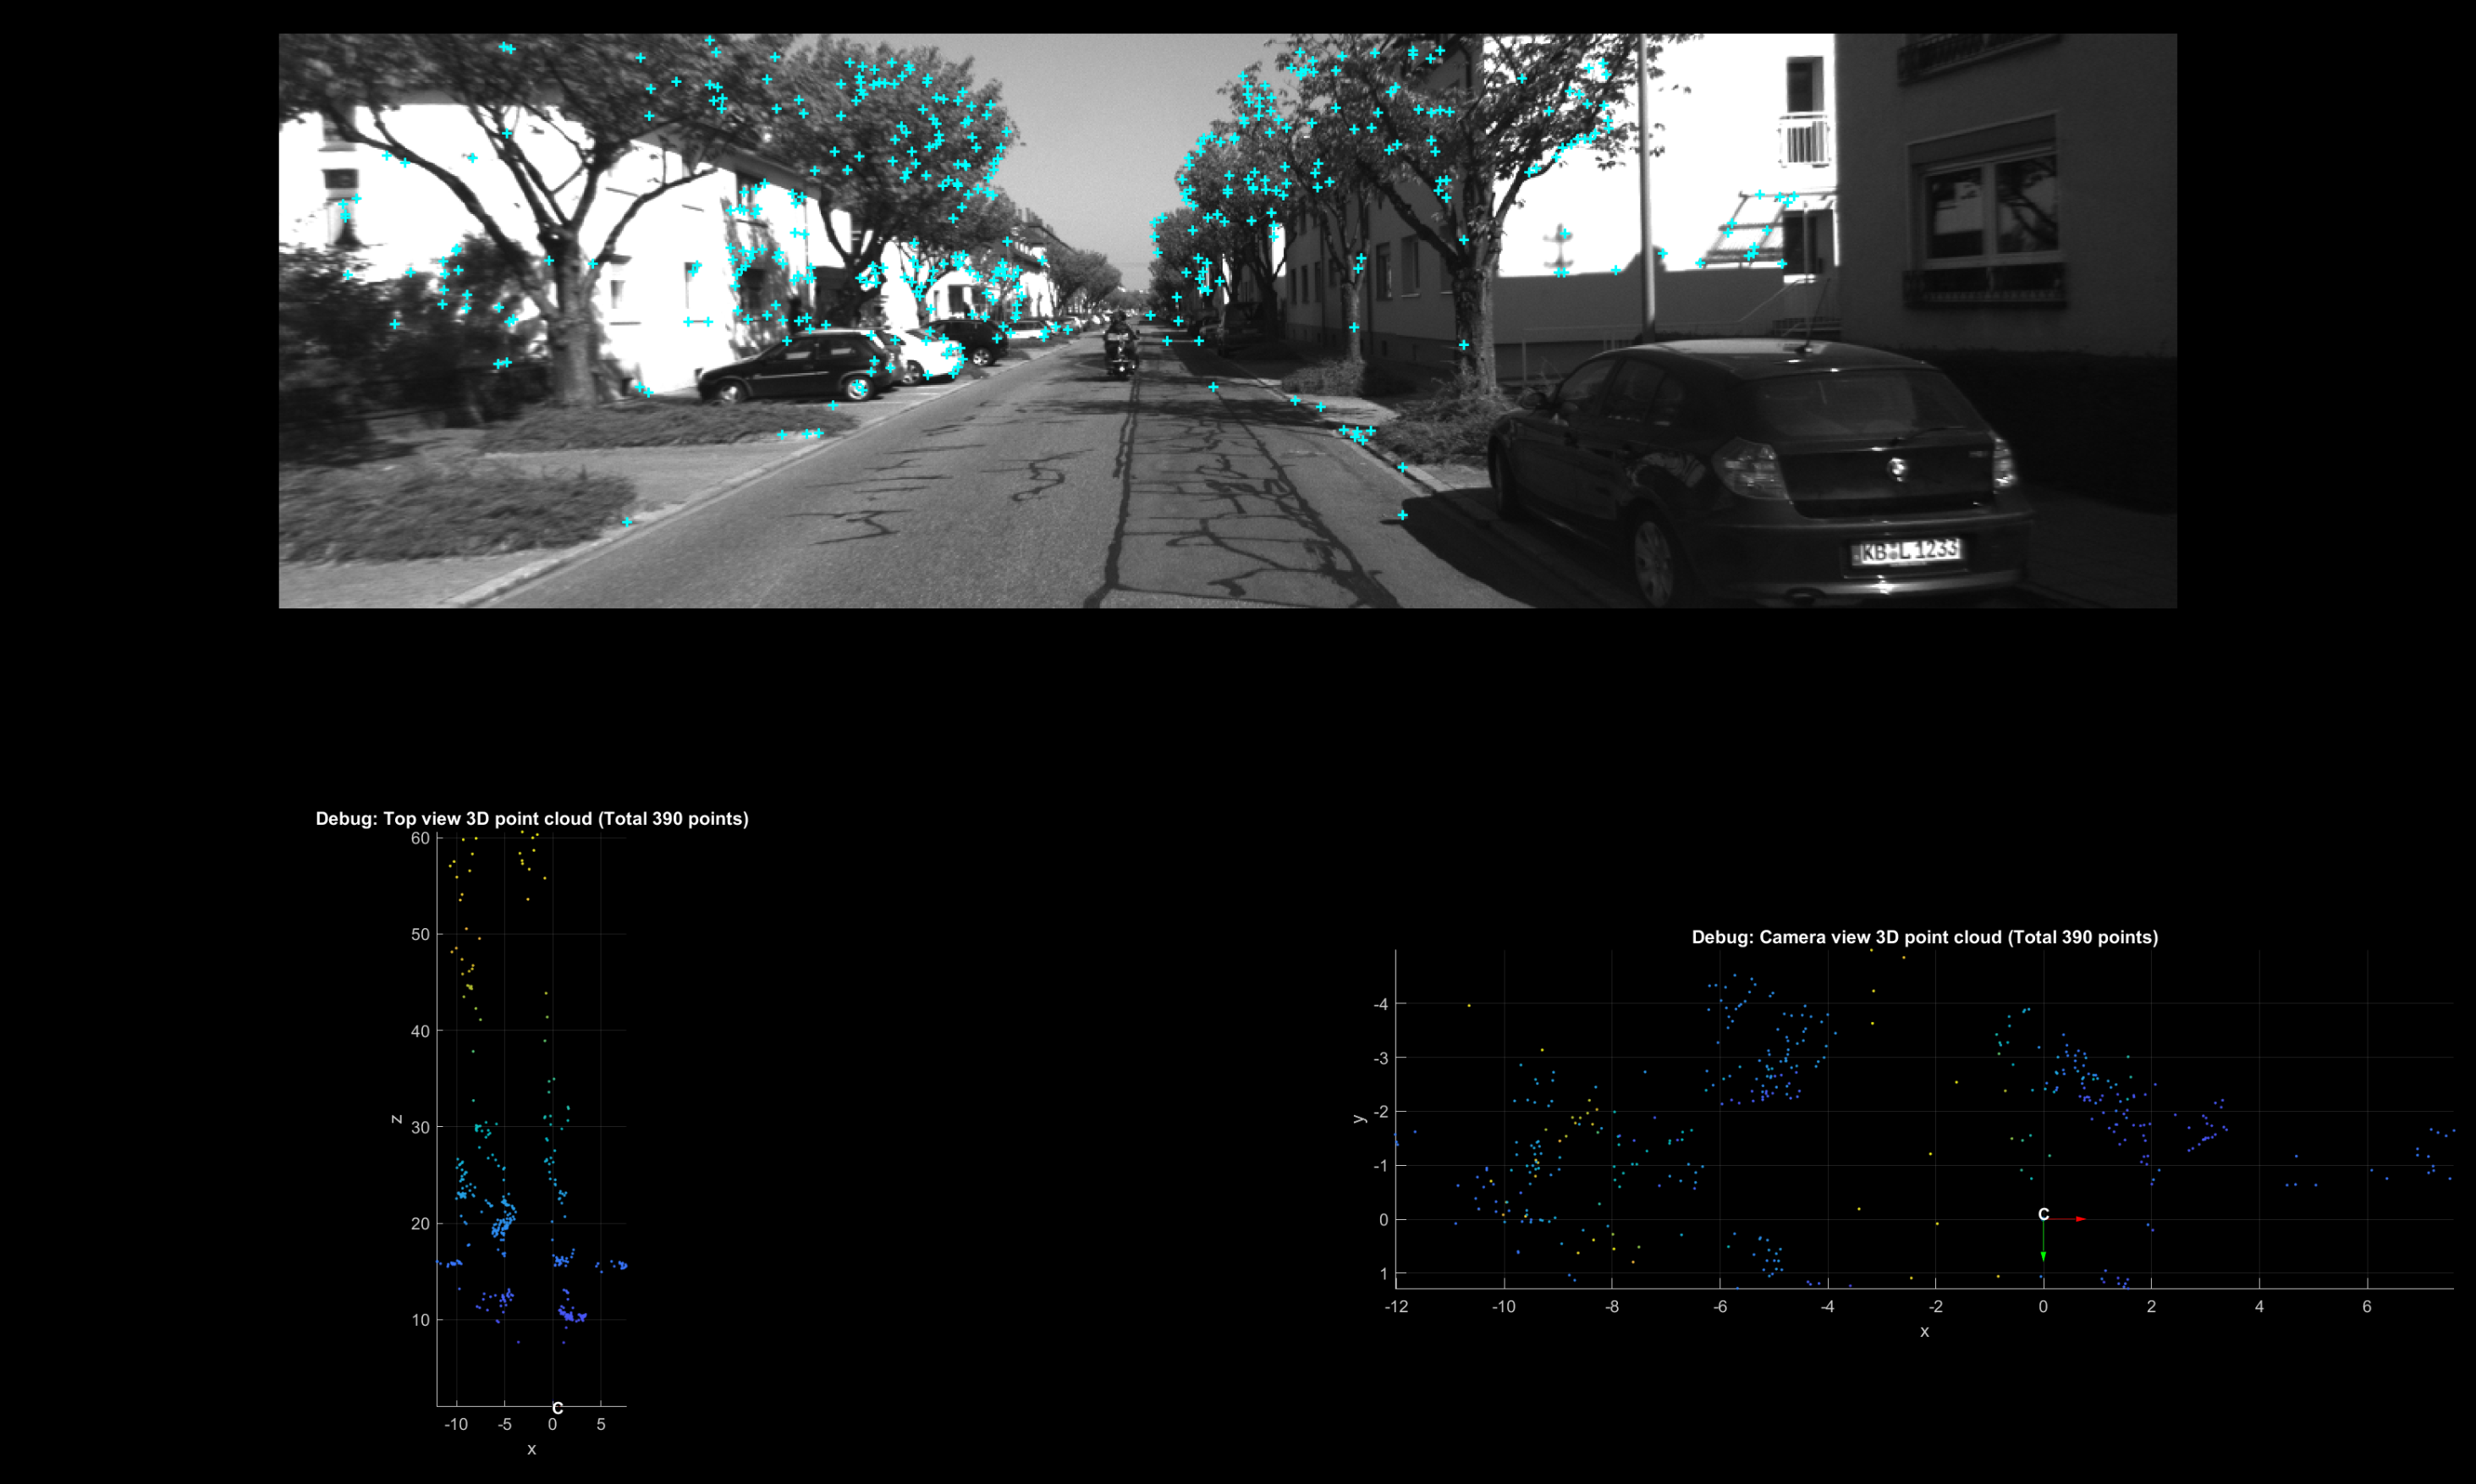 KB L 1233
Debug: Top view 3D point cloud (Total 390 points)
60
50
40
30
20
10
z
C
-10 -5 0 5
x
Debug: Camera view 3D point cloud (Total 390 points)
-4
-3
-2
-1
0
1
y
C
-12 -10 -8 -6 -4 -2 0 2 4 6
x